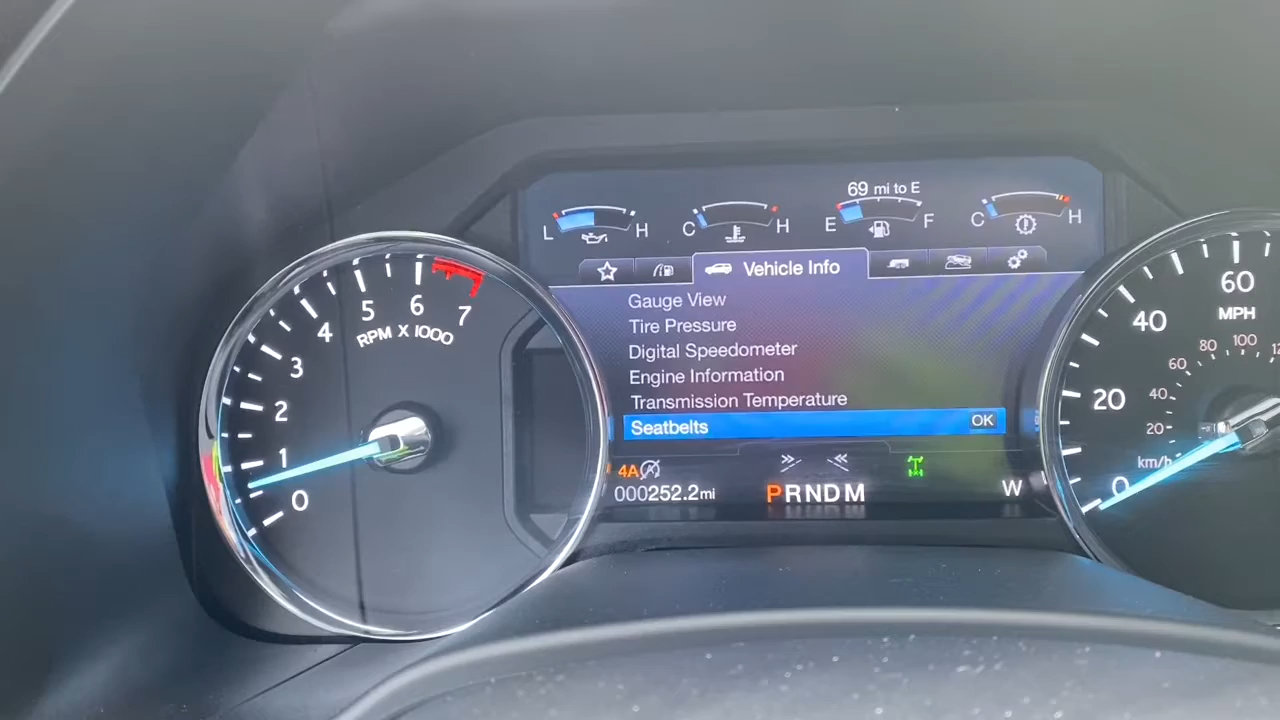 69 mi to E
L H C H E F C H
Vehicle Info
Gauge View
Tire Pressure
Digital Speedometer
Engine Information
Transmission Temperature
Seatbelts OK
4A
000252.2mi
PRNDM
W
0 1 2 3 4 5 6 7
RPM X 1000
0 20 40 60
MPH
20 40 60 80 100
km/h